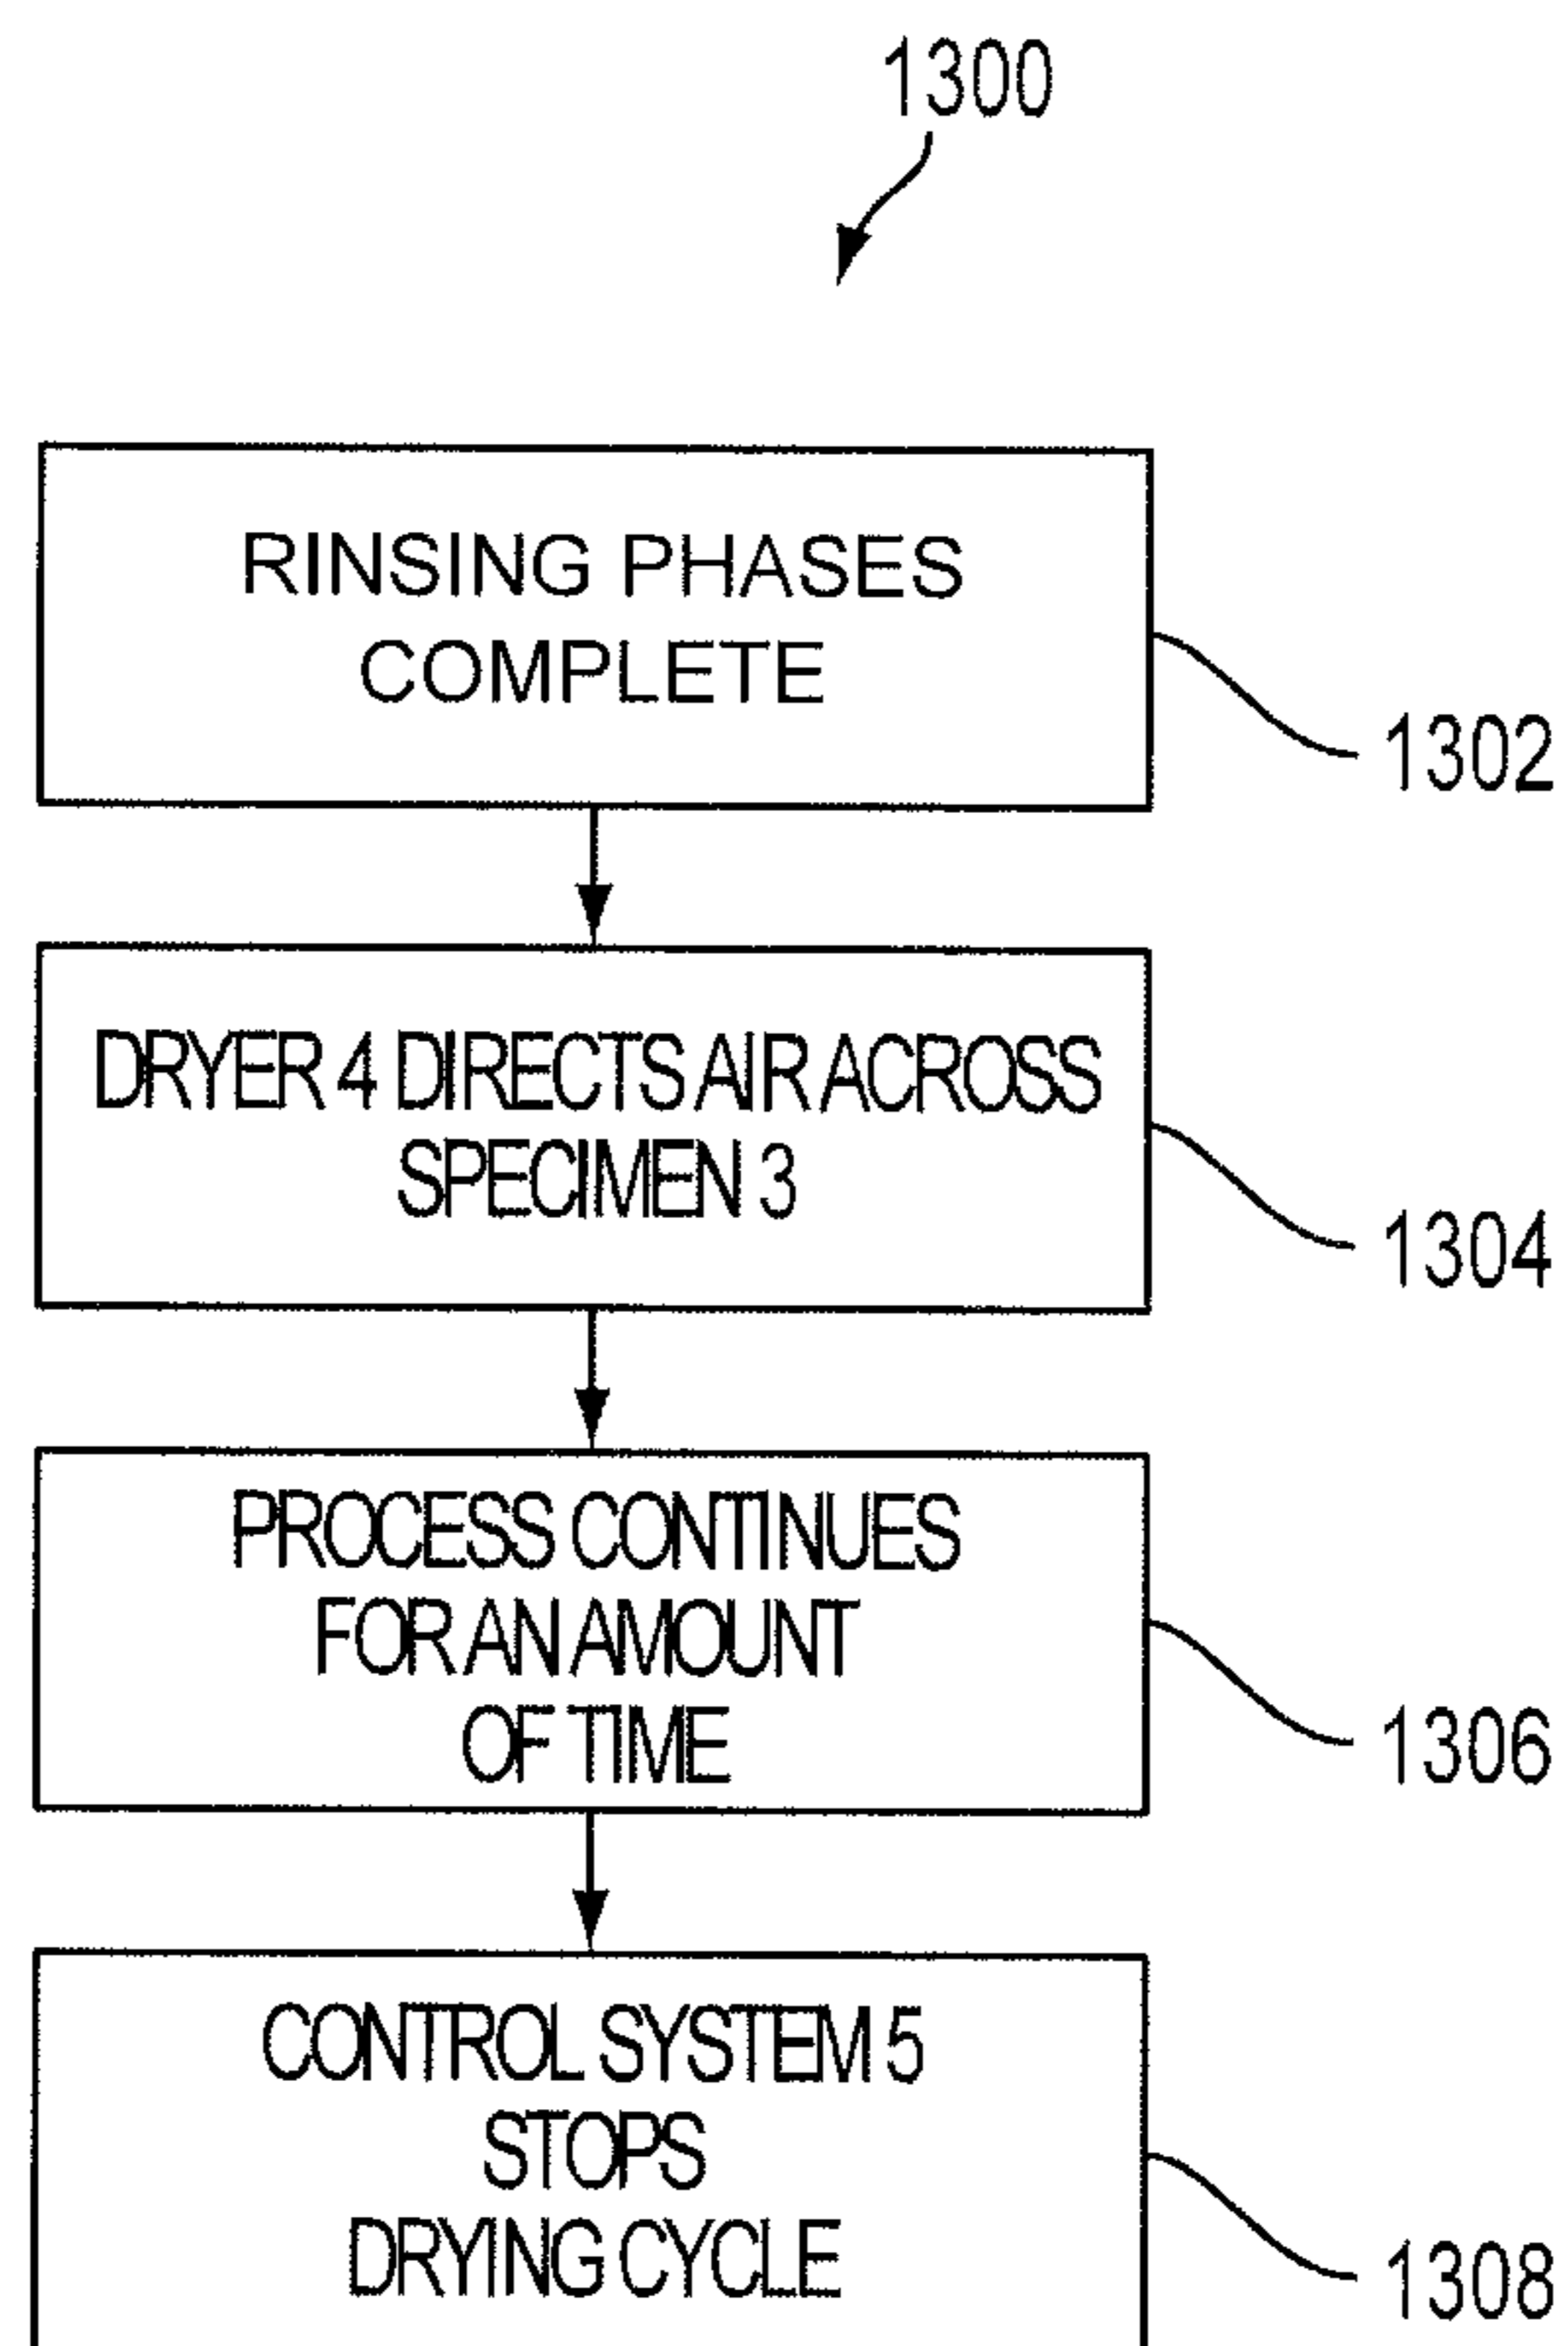 1300
RINSING PHASES
COMPLETE
1302
DRYER 4 DIRECTS AIR ACROSS
SPECIMEN 3
1304
PROCESS CONTINUES
FOR AN AMOUNT
OF TIME
1306
CONTROL SYSTEM 5
STOPS
DRYING CYCLE
1308